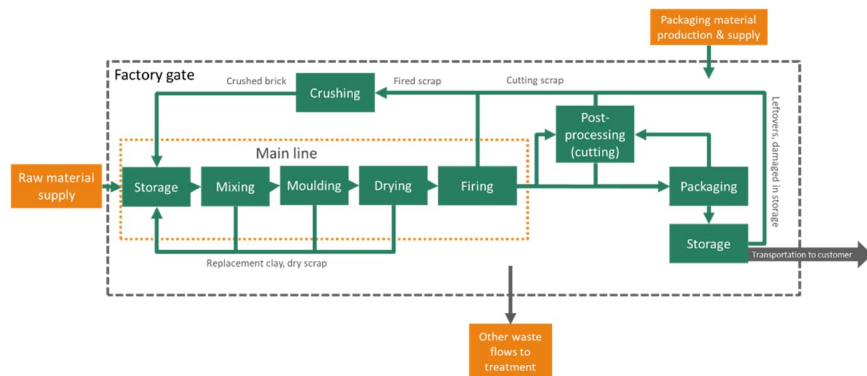 Packaging material
production & supply
Factory gate
Crushed brick
Crushing
Fired scrap
Cutting scrap
Leftovers, damaged in storage
Post-
processing
(cutting)
Main line
Raw material
supply
Storage
Mixing
Moulding
Drying
Firing
Packaging
Storage
Transportation to customer
Replacement clay, dry scrap
Other waste
flows to
treatment